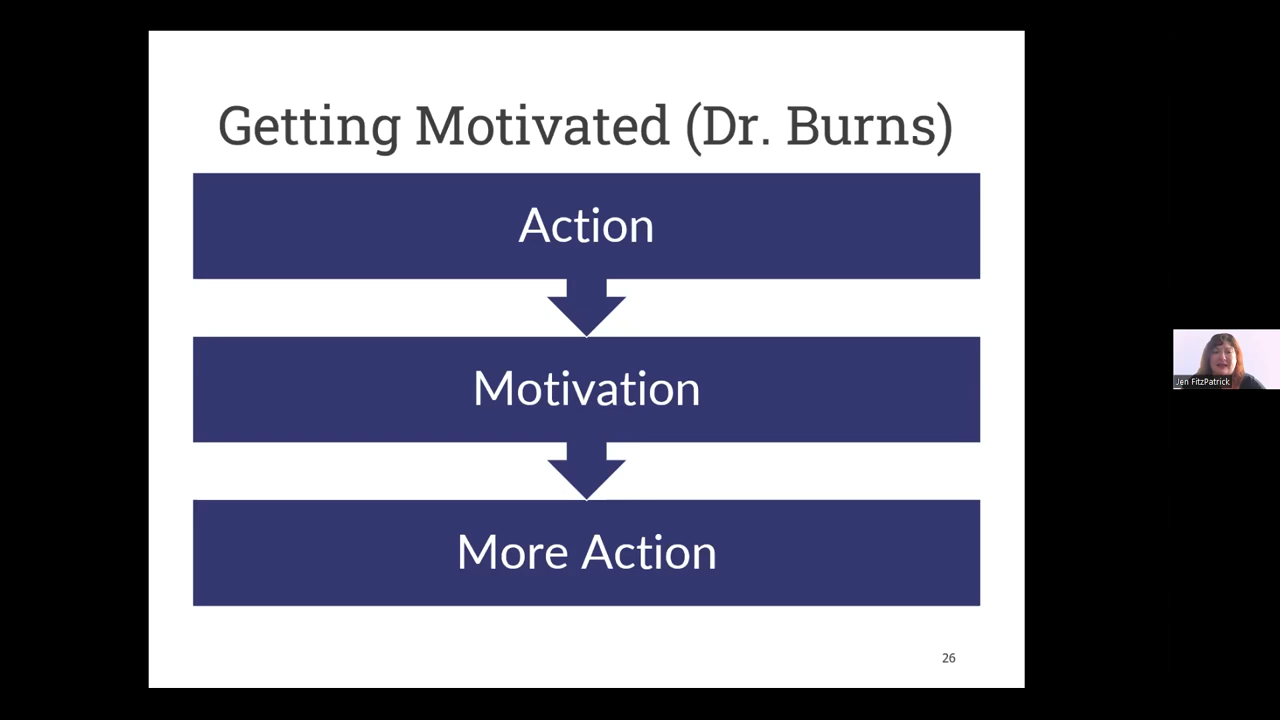 Getting Motivated (Dr. Burns)
Action
Motivation
More Action
26
Jen FitzPatrick